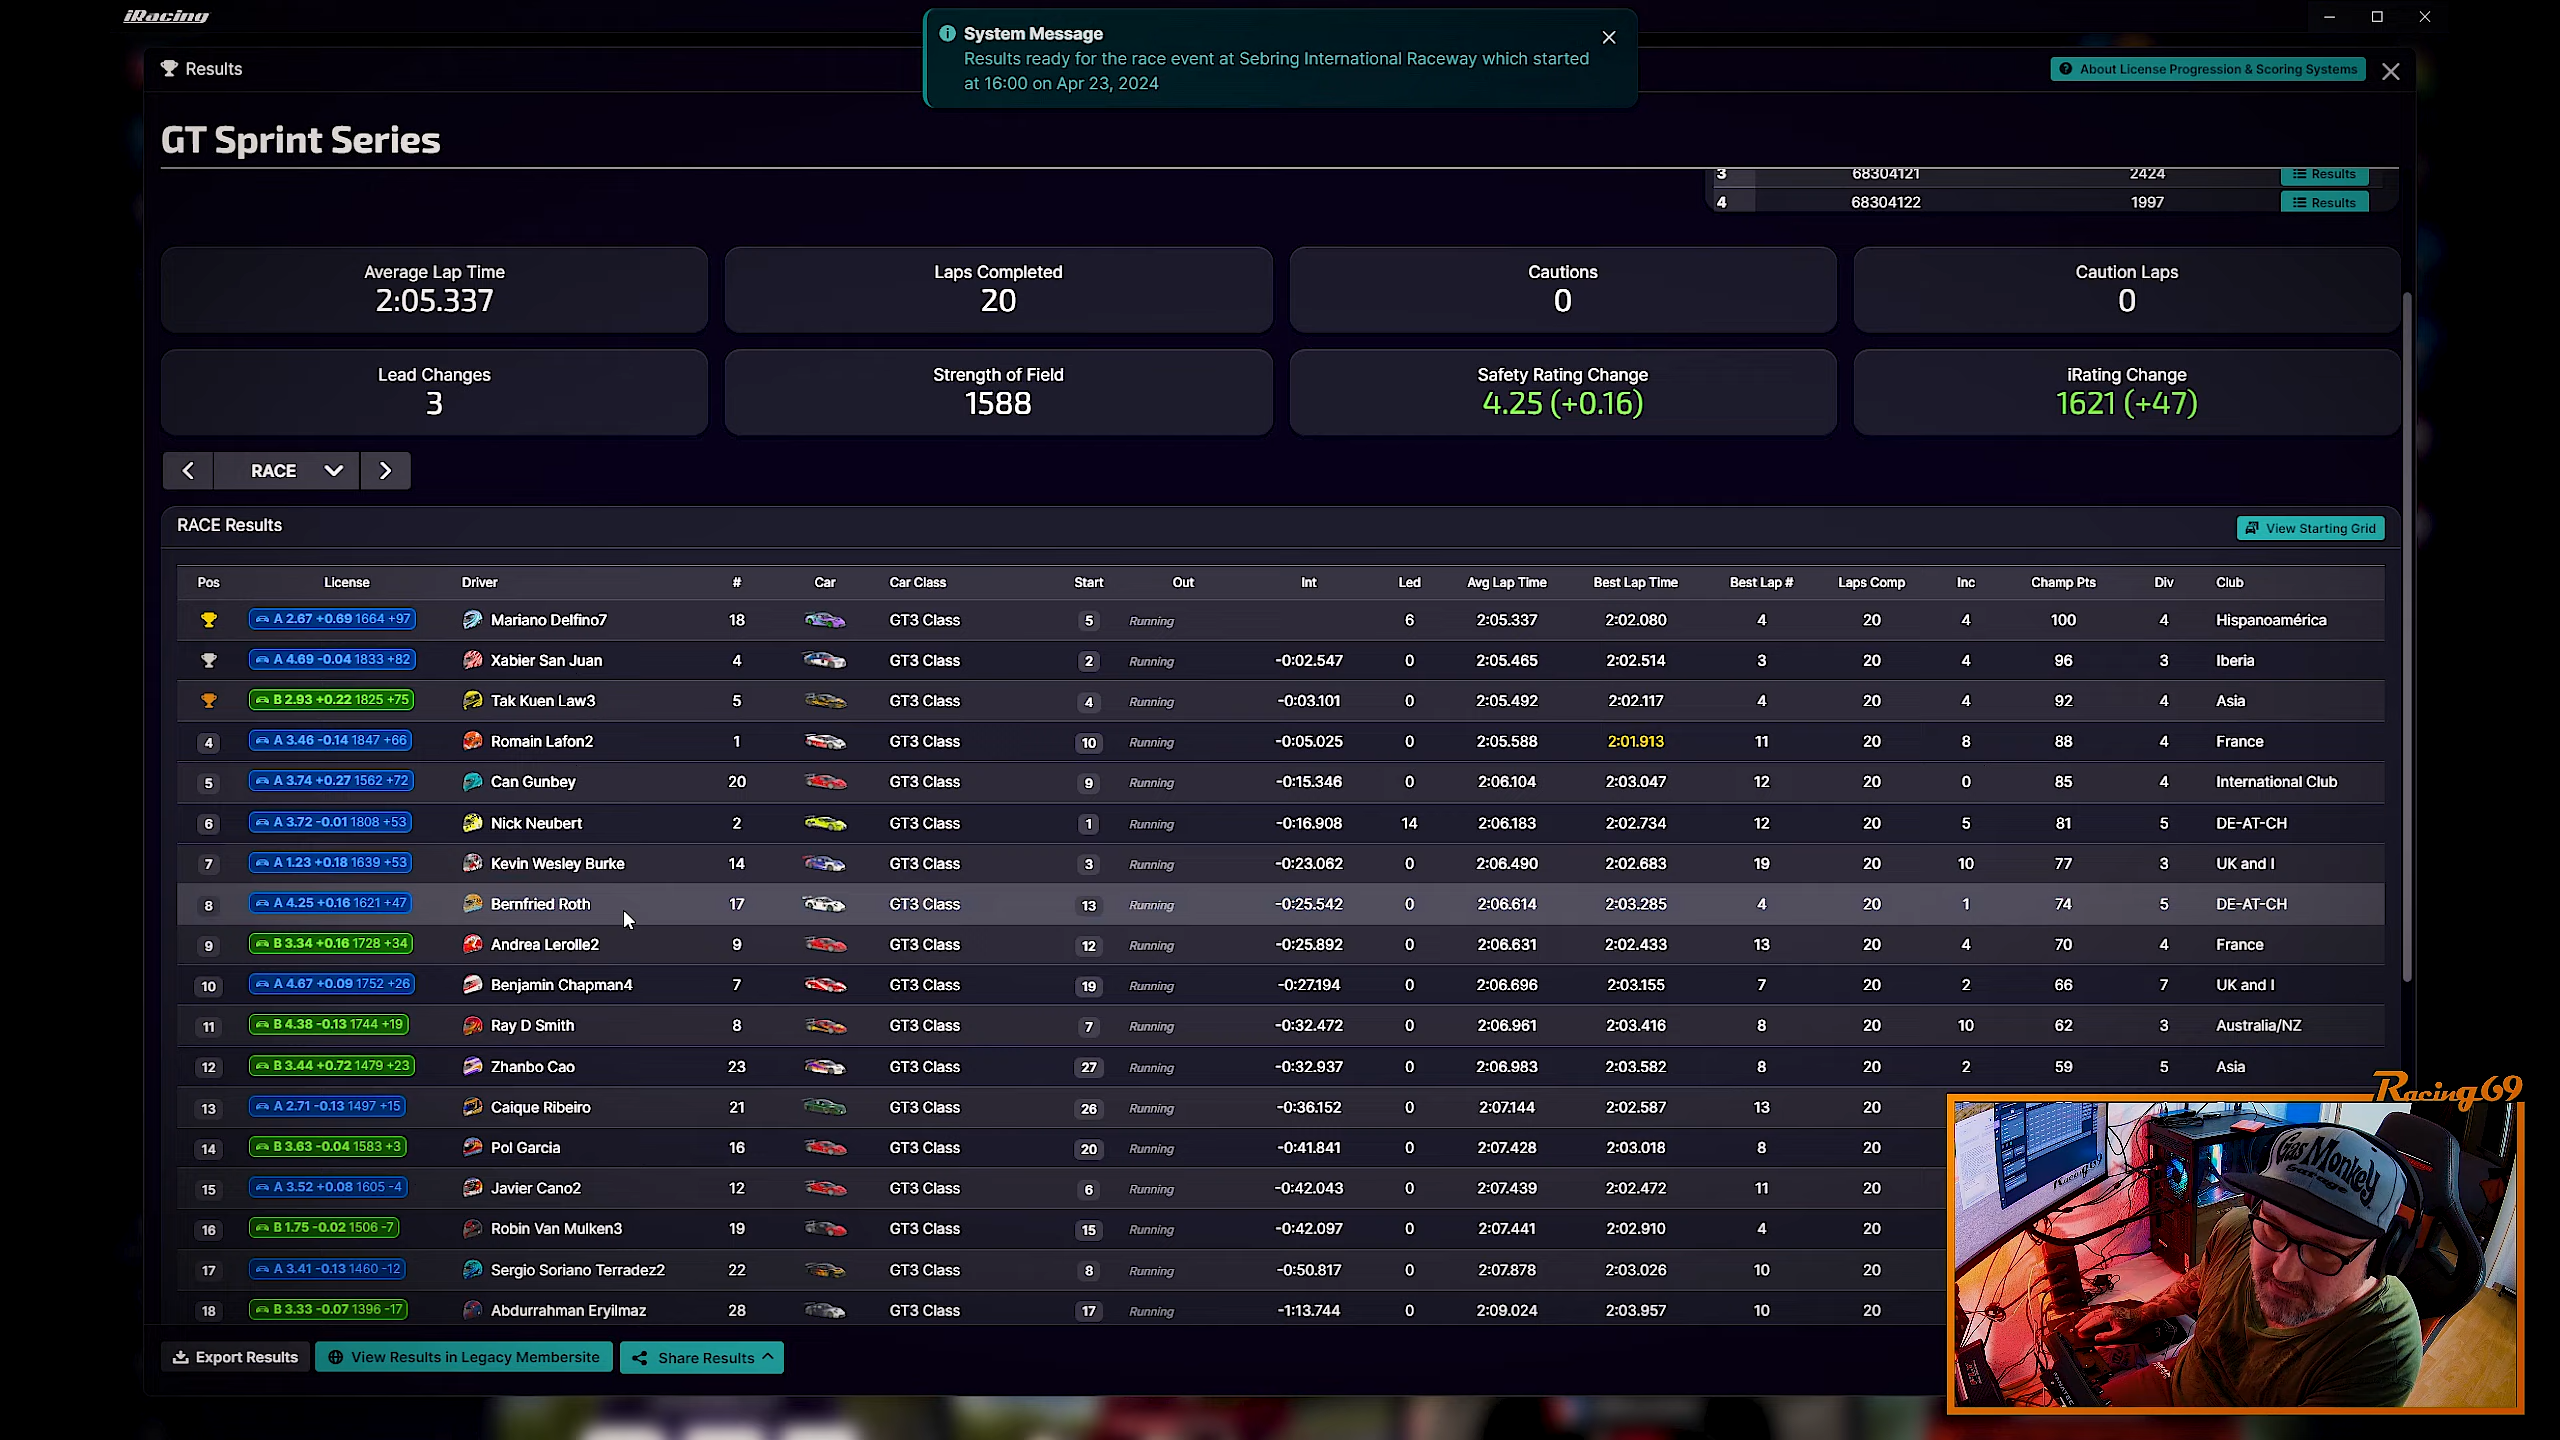 iRacing
System Message
Results ready for the race event at Sebring International Raceway which started
at 16:00 on Apr 23, 2024
Results
About License Progression & Scoring Systems
GT Sprint Series
3 68304121 2424 Results
4 68304122 1997 Results
Average Lap Time
2:05.337
Laps Completed
20
Cautions
0
Caution Laps
0
Lead Changes
3
Strength of Field
1588
Safety Rating Change
4.25 (+0.16)
iRating Change
1621 (+47)
RACE
RACE Results
View Starting Grid
Pos License Driver # Car Car Class Start Out Int Led Avg Lap Time Best Lap Time Best Lap # Laps Comp Inc Champ Pts Div Club
A 2.67 +0.69 1664 +97 Mariano Delfino7 18 GT3 Class 5 Running 6 2:05.337 2:02.080 4 20 4 100 4 Hispanoamérica
A 4.69 -0.04 1833 +82 Xabier San Juan 4 GT3 Class 2 Running -0:02.547 0 2:05.465 2:02.514 3 20 4 96 3 Iberia
B 2.93 +0.22 1825 +75 Tak Kuen Law3 5 GT3 Class 4 Running -0:03.101 0 2:05.492 2:02.117 4 20 4 92 4 Asia
4 A 3.46 -0.14 1847 +66 Romain Lafon2 1 GT3 Class 10 Running -0:05.025 0 2:05.588 2:01.913 11 20 8 88 4 France
5 A 3.74 +0.27 1562 +72 Can Gunbey 20 GT3 Class 9 Running -0:15.346 0 2:06.104 2:03.047 12 20 0 85 4 International Club
6 A 3.72 -0.01 1808 +53 Nick Neubert 2 GT3 Class 1 Running -0:16.908 14 2:06.183 2:02.734 12 20 5 81 5 DE-AT-CH
7 A 1.23 +0.18 1639 +53 Kevin Wesley Burke 14 GT3 Class 3 Running -0:23.062 0 2:06.490 2:02.683 19 20 10 77 3 UK and I
8 A 4.25 +0.16 1621 +47 Bernfried Roth 17 GT3 Class 13 Running -0:25.542 0 2:06.614 2:03.285 4 20 1 74 5 DE-AT-CH
9 B 3.34 +0.16 1728 +34 Andrea Lerolle2 9 GT3 Class 12 Running -0:25.892 0 2:06.631 2:02.433 13 20 4 70 4 France
10 A 4.67 +0.09 1752 +26 Benjamin Chapman4 7 GT3 Class 19 Running -0:27.194 0 2:06.696 2:03.155 7 20 2 66 7 UK and I
11 B 4.38 -0.13 1744 +19 Ray D Smith 8 GT3 Class 7 Running -0:32.472 0 2:06.961 2:03.416 8 20 10 62 3 Australia/NZ
12 B 3.44 +0.72 1479 +23 Zhanbo Cao 23 GT3 Class 27 Running -0:32.937 0 2:06.983 2:03.582 8 20 2 59 5 Asia
13 A 2.71 -0.13 1497 +15 Caique Ribeiro 21 GT3 Class 26 Running -0:36.152 0 2:07.144 2:02.587 13 20
14 B 3.63 -0.04 1583 +3 Pol Garcia 16 GT3 Class 20 Running -0:41.841 0 2:07.428 2:03.018 8 20
15 A 3.52 +0.08 1605 -4 Javier Cano2 12 GT3 Class 6 Running -0:42.043 0 2:07.439 2:02.472 11 20
16 B 1.75 -0.02 1506 -7 Robin Van Mulken3 19 GT3 Class 15 Running -0:42.097 0 2:07.441 2:02.910 4 20
17 A 3.41 -0.13 1460 -12 Sergio Soriano Terradez2 22 GT3 Class 8 Running -0:50.817 0 2:07.878 2:03.026 10 20
18 B 3.33 -0.07 1396 -17 Abdurrahman Eryilmaz 28 GT3 Class 17 Running -1:13.744 0 2:09.024 2:03.957 10 20
Racing69
Gas Monkey
Garage
Export Results
View Results in Legacy Membersite
Share Results